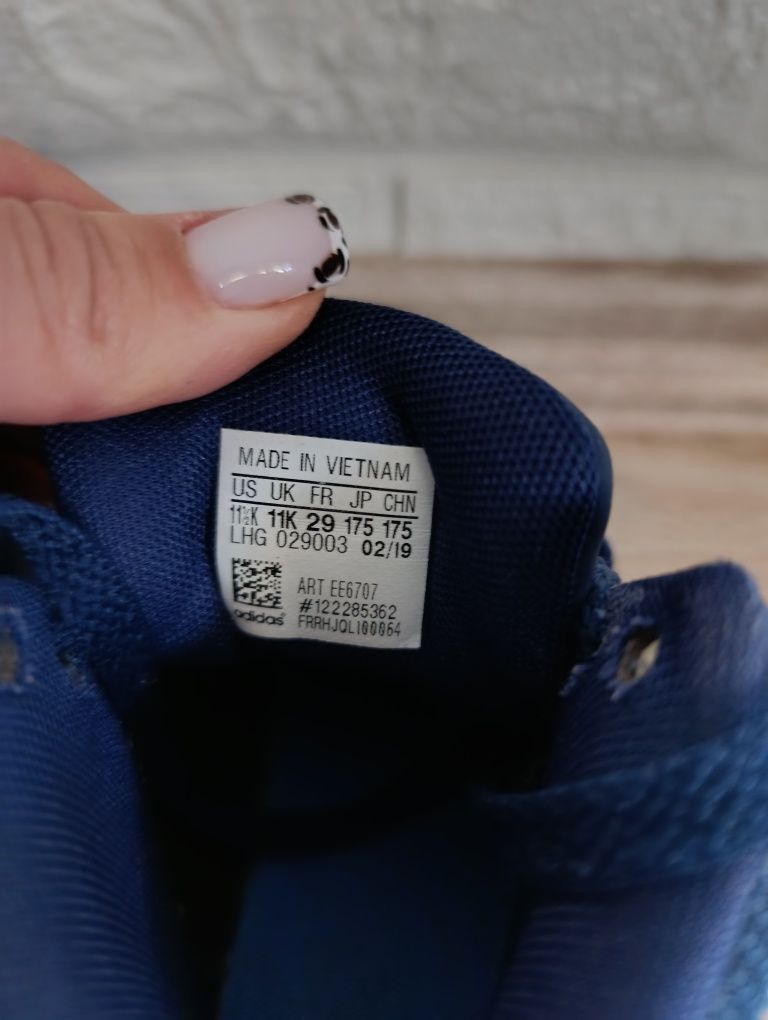 MADE IN VIETNAM
US UK FR JP CHN
11½K 11K 29 175 175
LHG 029003 02/19
ART EE6707
#122285362
adidas FRRHJQL100064